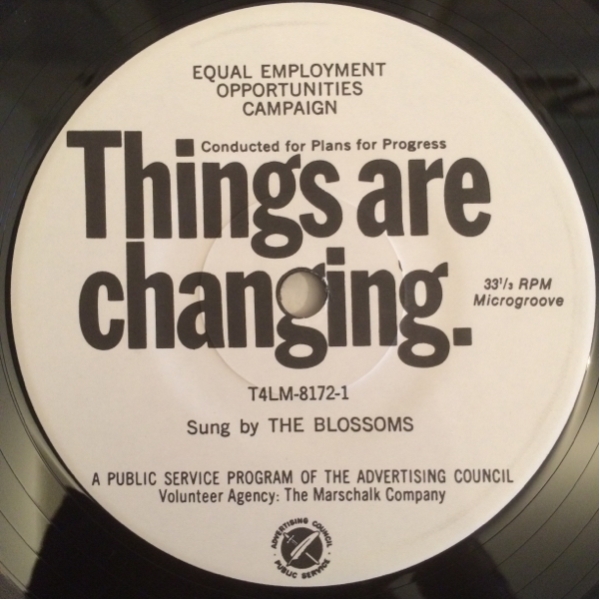 EQUAL EMPLOYMENT
OPPORTUNITIES
CAMPAIGN
Conducted for Plans for Progress
Things are
changing.
33¹/₃ RPM
Microgroove
T4LM-8172-1
Sung by THE BLOSSOMS
A PUBLIC SERVICE PROGRAM OF THE ADVERTISING COUNCIL
Volunteer Agency: The Marschalk Company
ADVERTISING COUNCIL
PUBLIC SERVICE